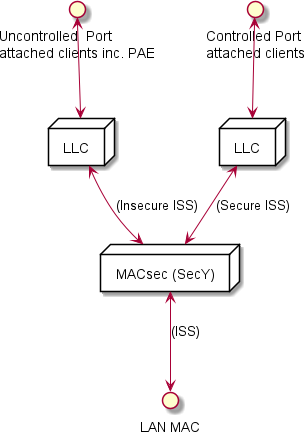 Uncontrolled  Port
attached clients inc. PAE
Controlled Port
attached clients
LLC
LLC
(Insecure ISS)
(Secure ISS)
MACsec (SecY)
(ISS)
LAN MAC